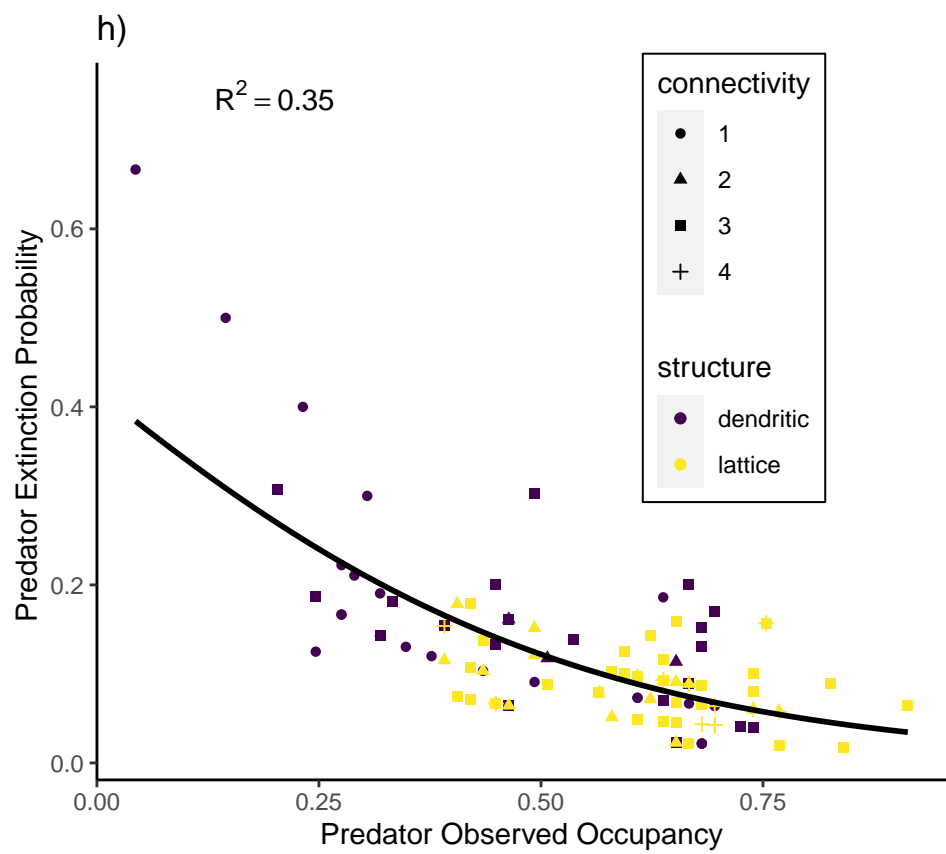 h)
R² = 0.35
connectivity
1
2
3
4
structure
dendritic
lattice
Predator Extinction Probability
0.6
0.4
0.2
0.0
0.00 0.25 0.50 0.75
Predator Observed Occupancy